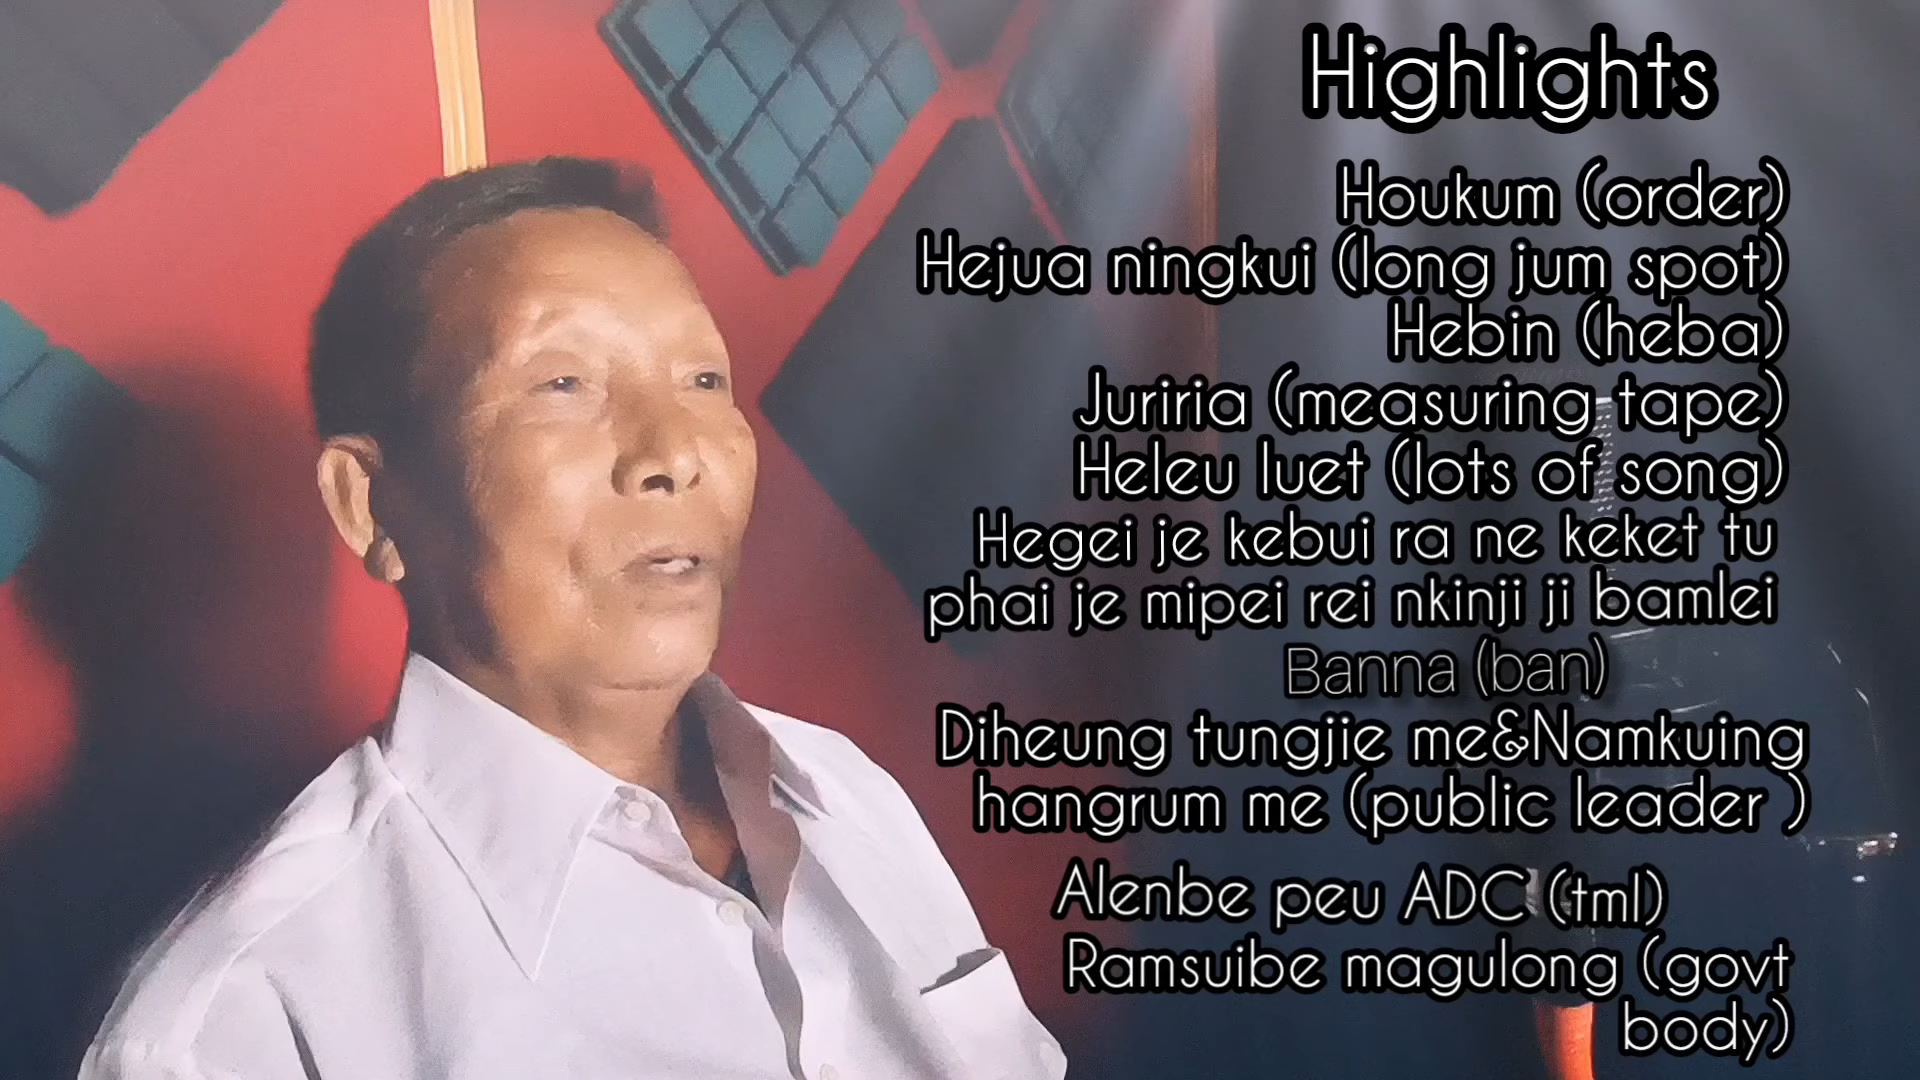 Highlights
Houkum (order)
Hejua ningkui (long jum spot)
Hebin (heba)
Juriria (measuring tape)
Heleu luet (lots of song)
Hegei je kebui ra ne keket tu
phai je mipei rei nkinji ji bamlei
Banna (ban)
Diheung tungjie me&Namkuing
hangrum me (public leader )
Alenbe peu ADC (tml)
Ramsuibe magulong (govt
body)